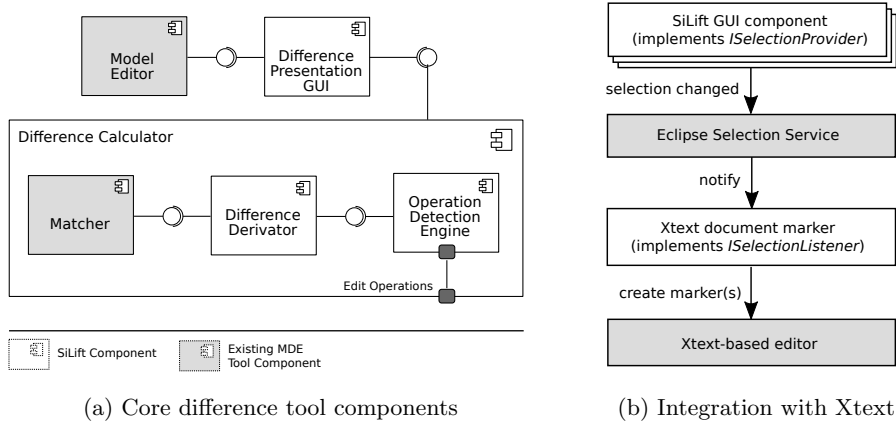 Model
Editor
Difference
Presentation
GUI
Difference Calculator
Matcher
Difference
Derivator
Operation
Detection
Engine
Edit Operations
SiLift Component
Existing MDE
Tool Component
(a) Core difference tool components
SiLift GUI component
(implements ISelectionProvider)
selection changed
Eclipse Selection Service
notify
Xtext document marker
(implements ISelectionListener)
create marker(s)
Xtext-based editor
(b) Integration with Xtext